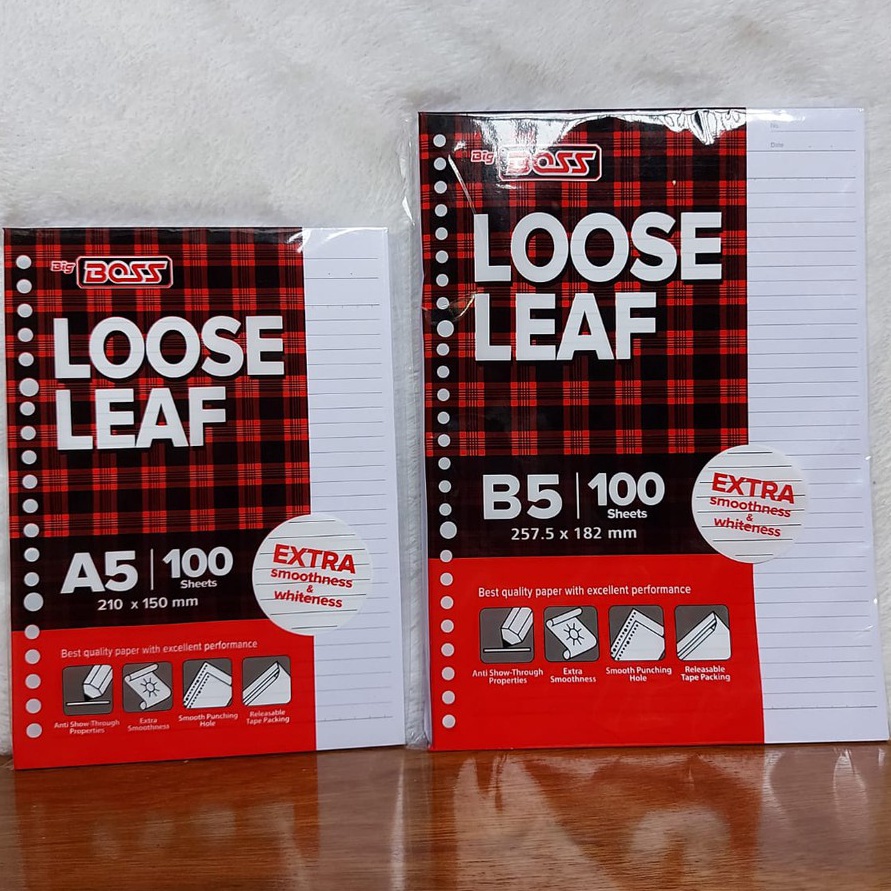 Big BOSS
LOOSE
LEAF
A5 | 100
Sheets
210 x 150 mm
EXTRA
smoothness
&
whiteness
Best quality paper with excellent performance
Anti Show-Through
Properties
Extra
Smoothness
Smooth Punching
Hole
Releasable
Tape Packing
Big BOSS
LOOSE
LEAF
B5 | 100
Sheets
257.5 x 182 mm
EXTRA
smoothness
&
whiteness
Best quality paper with excellent performance
Anti Show-Through
Properties
Extra
Smoothness
Smooth Punching
Hole
Releasable
Tape Packing
No.
Date